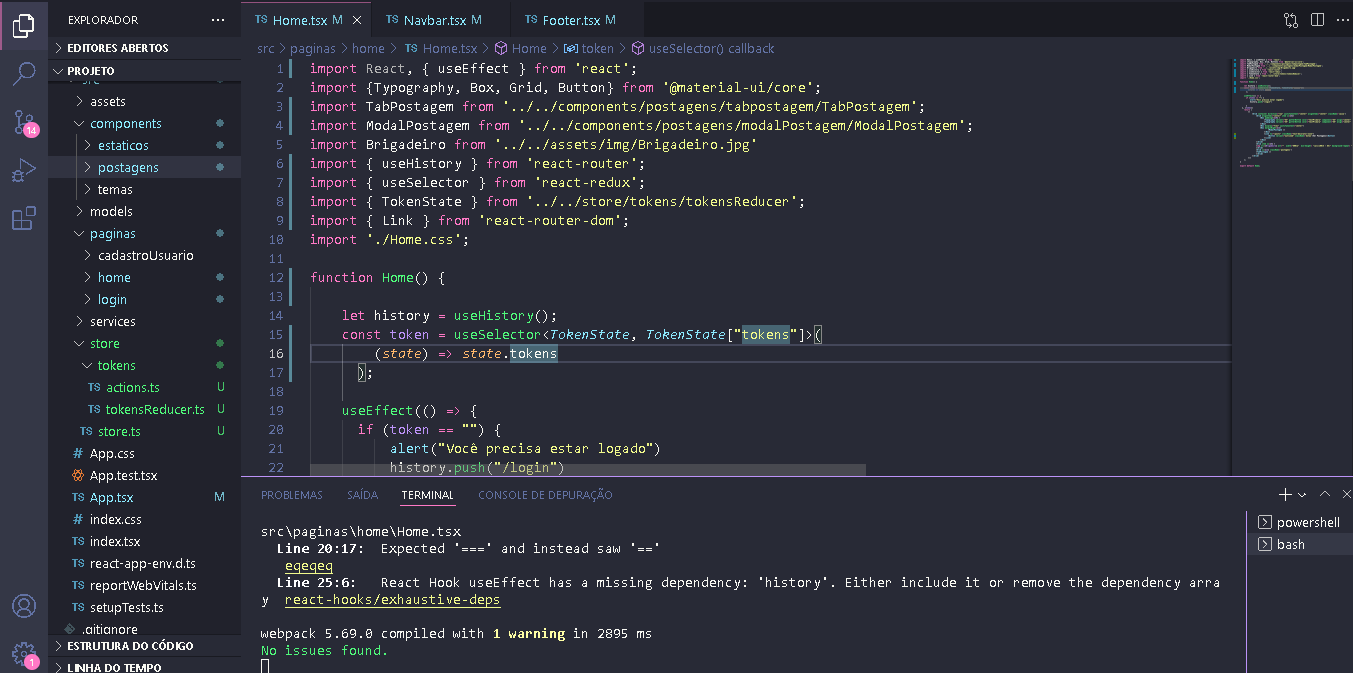 EXPLORADOR ···
EDITORES ABERTOS
PROJETO
assets
components
estaticos
postagens
temas
models
paginas
cadastroUsuario
home
login
services
store
tokens
TS actions.ts U
TS tokensReducer.ts U
TS store.ts U
# App.css
App.test.tsx
TS App.tsx M
# index.css
TS index.tsx
TS react-app-env.d.ts
TS reportWebVitals.ts
TS setupTests.ts
.gitignore
ESTRUTURA DO CÓDIGO
LINHA DO TEMPO
14
1
TS Home.tsx M × TS Navbar.tsx M TS Footer.tsx M
src > paginas > home > TS Home.tsx > Home > token > useSelector() callback
1 import React, { useEffect } from 'react';
2 import {Typography, Box, Grid, Button} from '@material-ui/core';
3 import TabPostagem from '../../components/postagens/tabpostagem/TabPostagem';
4 import ModalPostagem from '../../components/postagens/modalPostagem/ModalPostagem';
5 import Brigadeiro from '../../assets/img/Brigadeiro.jpg'
6 import { useHistory } from 'react-router';
7 import { useSelector } from 'react-redux';
8 import { TokenState } from '../../store/tokens/tokensReducer';
9 import { Link } from 'react-router-dom';
10 import './Home.css';
11
12 function Home() {
13
14 let history = useHistory();
15 const token = useSelector<TokenState, TokenState["tokens"]>(
16 (state) => state.tokens
17 );
18
19 useEffect(() => {
20 if (token == "") {
21 alert("Você precisa estar logado")
22 history.push("/login")
PROBLEMAS SAÍDA TERMINAL CONSOLE DE DEPURAÇÃO
src\paginas\home\Home.tsx
Line 20:17: Expected '===' and instead saw '=='
eqeqeq
Line 25:6: React Hook useEffect has a missing dependency: 'history'. Either include it or remove the dependency arra
y react-hooks/exhaustive-deps
webpack 5.69.0 compiled with 1 warning in 2895 ms
No issues found.
powershell
bash